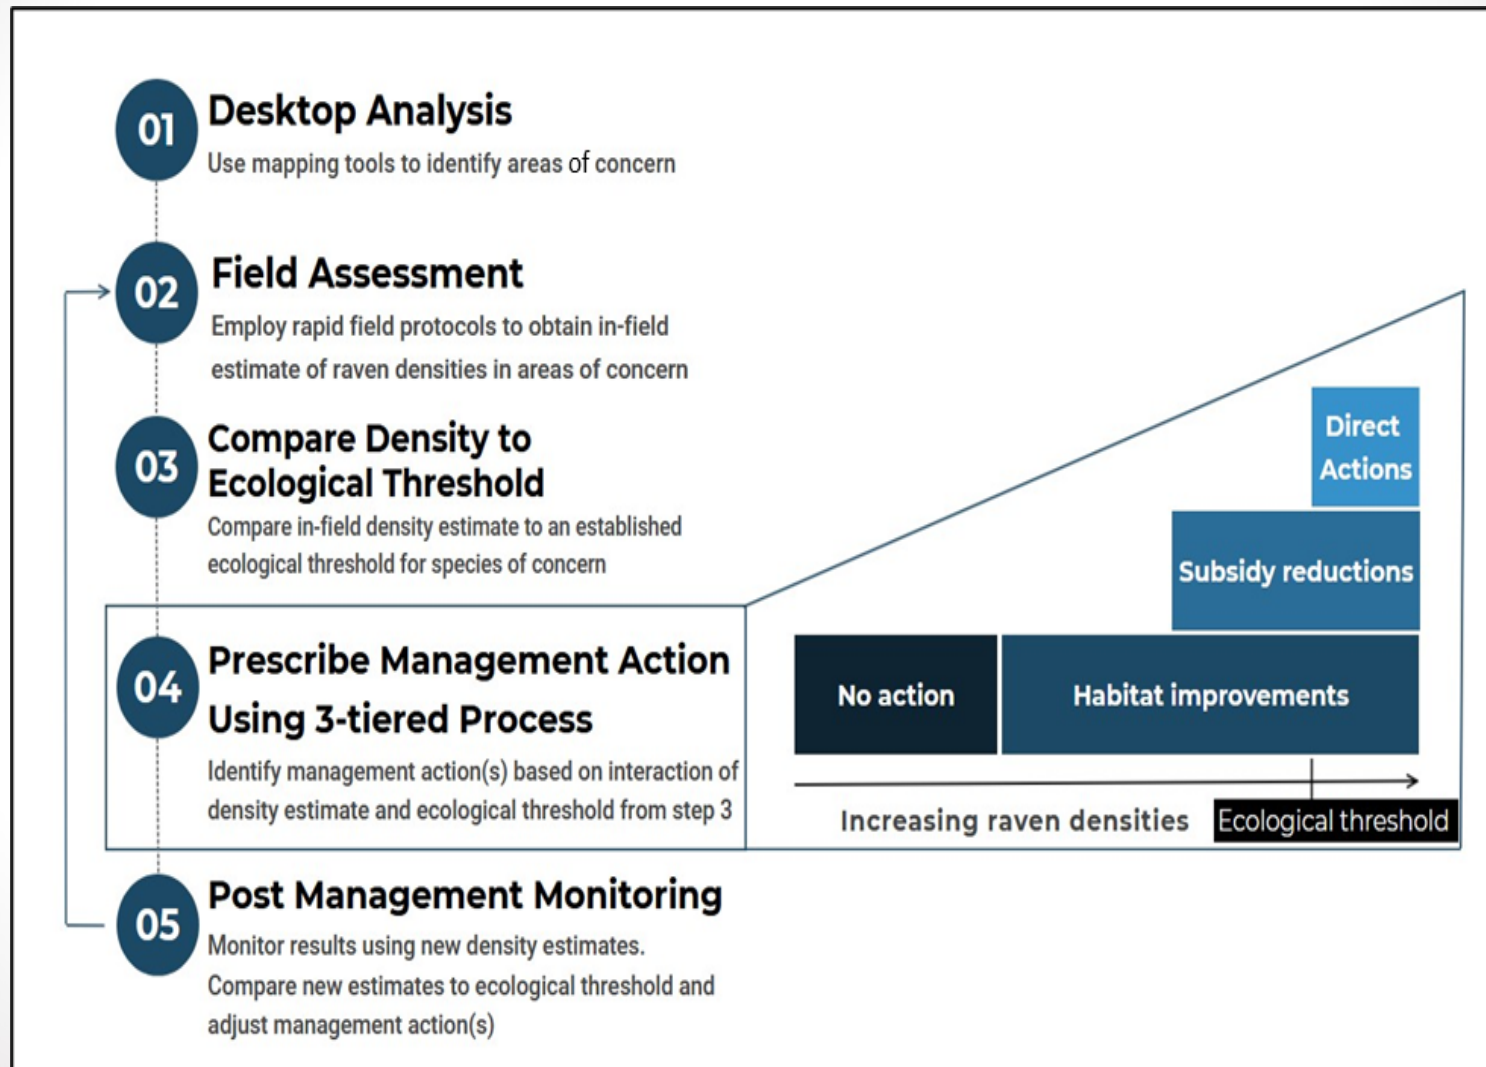 01
Desktop Analysis
Use mapping tools to identify areas of concern
02
Field Assessment
Employ rapid field protocols to obtain in-field
estimate of raven densities in areas of concern
03
Compare Density to
Ecological Threshold
Compare in-field density estimate to an established
ecological threshold for species of concern
04
Prescribe Management Action
Using 3-tiered Process
Identify management action(s) based on interaction of
density estimate and ecological threshold from step 3
05
Post Management Monitoring
Monitor results using new density estimates.
Compare new estimates to ecological threshold and
adjust management action(s)
Direct
Actions
Subsidy reductions
No action
Habitat improvements
Increasing raven densities
Ecological threshold